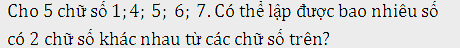 Cho 5 chữ số 1; 4; 5; 6; 7. Có thể lập được bao nhiêu số
có 2 chữ số khác nhau từ các chữ số trên?